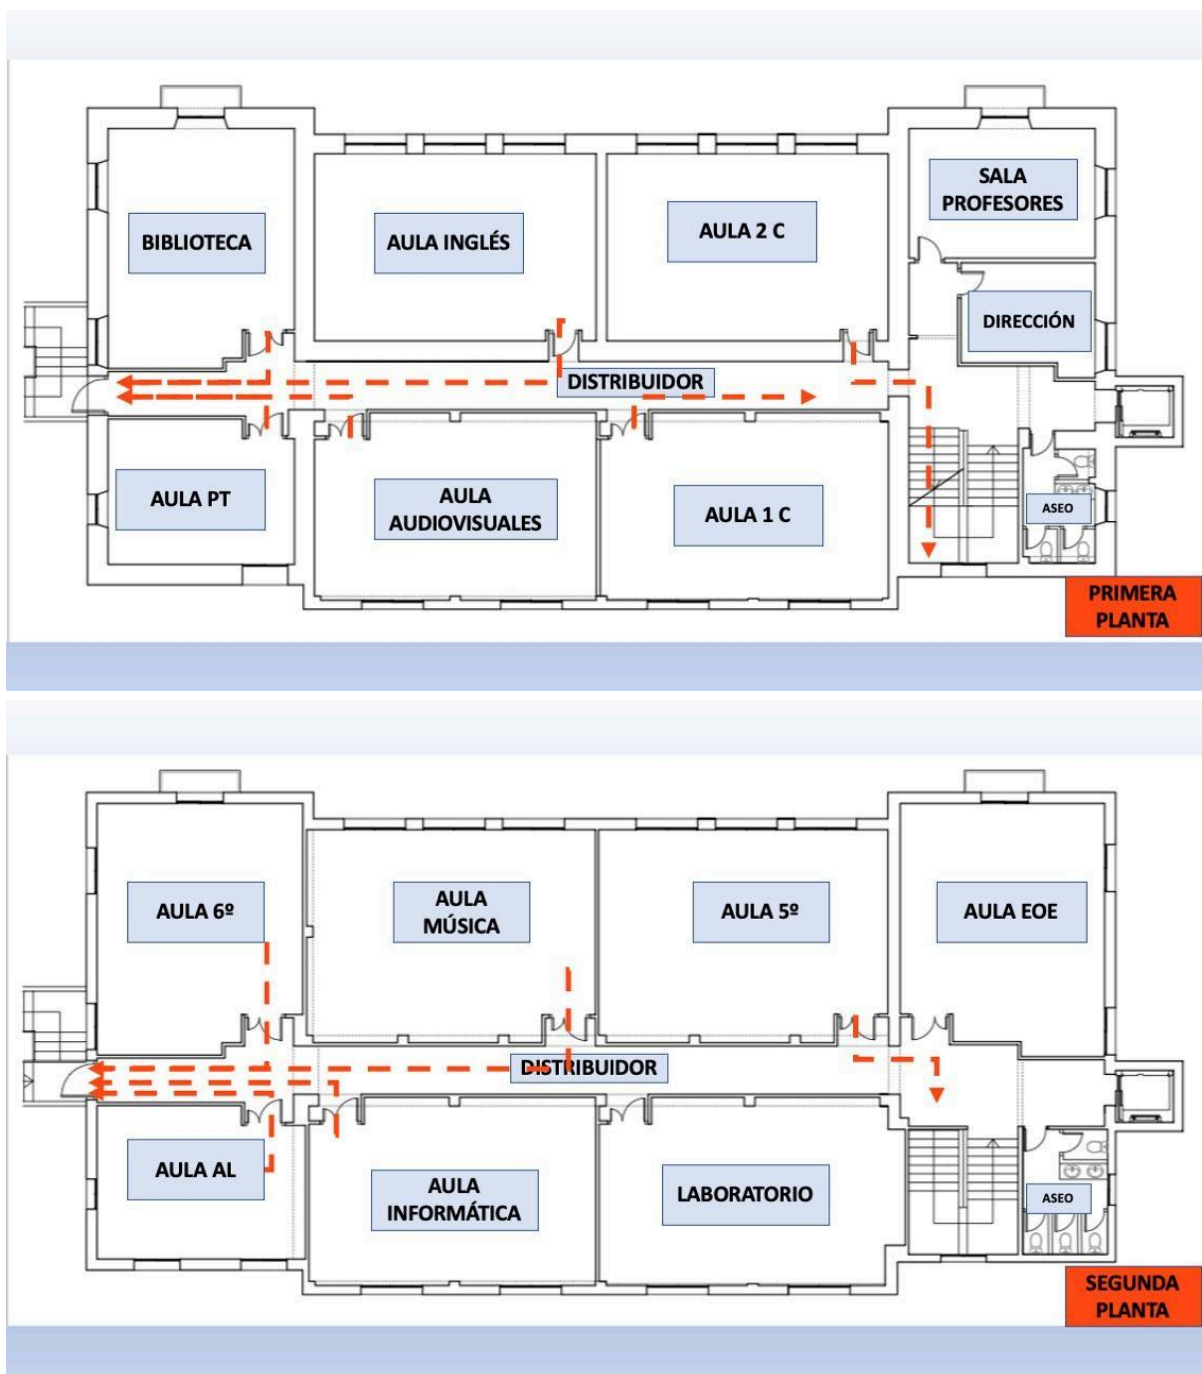 SALA
PROFESORES
BIBLIOTECA
AULA INGLÉS
AULA 2 C
DIRECCIÓN
DISTRIBUIDOR
AULA PT
AULA
AUDIOVISUALES
AULA 1 C
ASEO
PRIMERA
PLANTA
AULA 6º
AULA
MÚSICA
AULA 5º
AULA EOE
DISTRIBUIDOR
AULA AL
AULA
INFORMÁTICA
LABORATORIO
ASEO
SEGUNDA
PLANTA